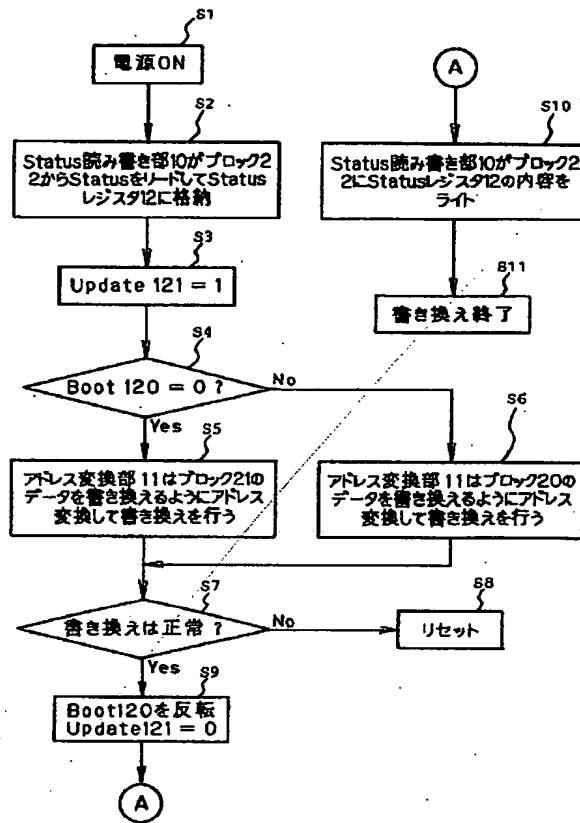 S1
電源ON
S2
Status読み書き部10がブロック2
2からStatusをリードしてStatus
レジスタ12に格納
S3
Update 121 = 1
S4
Boot 120 = 0 ?
No
Yes
S5
アドレス変換部11はブロック21の
データを書き換えるようにアドレス
変換して書き換えを行う
S6
アドレス変換部11はブロック20の
データを書き換えるようにアドレス
変換して書き換えを行う
S7
書き換えは正常 ?
No
Yes
S8
リセット
S9
Boot120を反転
Update121 = 0
A
A
S10
Status読み書き部10がブロック2
2にStatusレジスタ12の内容を
ライト
S11
書き換え終了